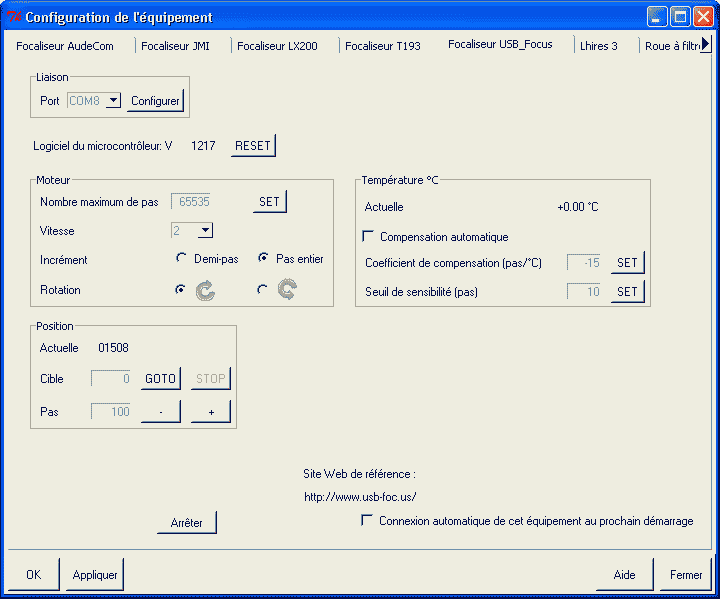 Configuration de l'équipement
Focaliseur AudeCom Focaliseur JMI Focaliseur LX200 Focaliseur T193 Focaliseur USB_Focus Lhires 3 Roue à filtre
Liaison
Port COM8 Configurer
Logiciel du microcontrôleur: V 1217 RESET
Moteur
Nombre maximum de pas 65535 SET
Vitesse 2
Incrément Demi-pas Pas entier
Rotation
Température °C
Actuelle +0.00 °C
Compensation automatique
Coefficient de compensation (pas/°C) -15 SET
Seuil de sensibilité (pas) 10 SET
Position
Actuelle 01508
Cible 0 GOTO STOP
Pas 100 - +
Site Web de référence :
http://www.usb-foc.us/
Arrêter Connexion automatique de cet équipement au prochain démarrage
OK Appliquer Aide Fermer